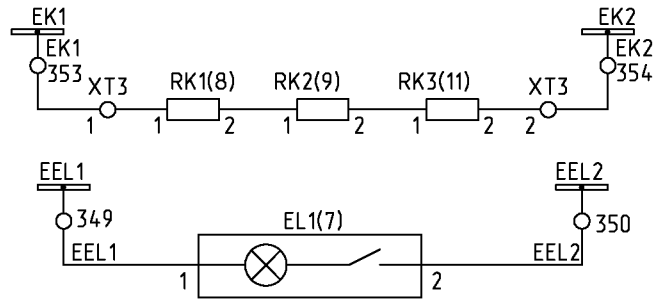 EK1 EK2
EK1 EK2
353 354
XT3 RK1(8) RK2(9) RK3(11) XT3
1 1 2 1 2 1 2 2
EEL1 EEL2
349 350
EL1(7)
EEL1 EEL2
1 2